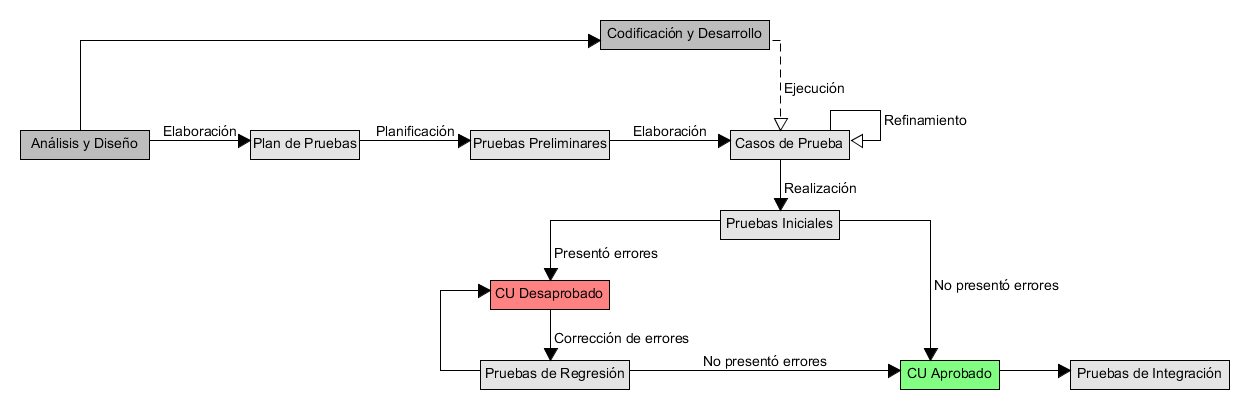 Codificación y Desarrollo
Ejecución
Refinamiento
Análisis y Diseño
Elaboración
Plan de Pruebas
Planificación
Pruebas Preliminares
Elaboración
Casos de Prueba
Realización
Pruebas Iniciales
Presentó errores
No presentó errores
CU Desaprobado
Corrección de errores
Pruebas de Regresión
No presentó errores
CU Aprobado
Pruebas de Integración